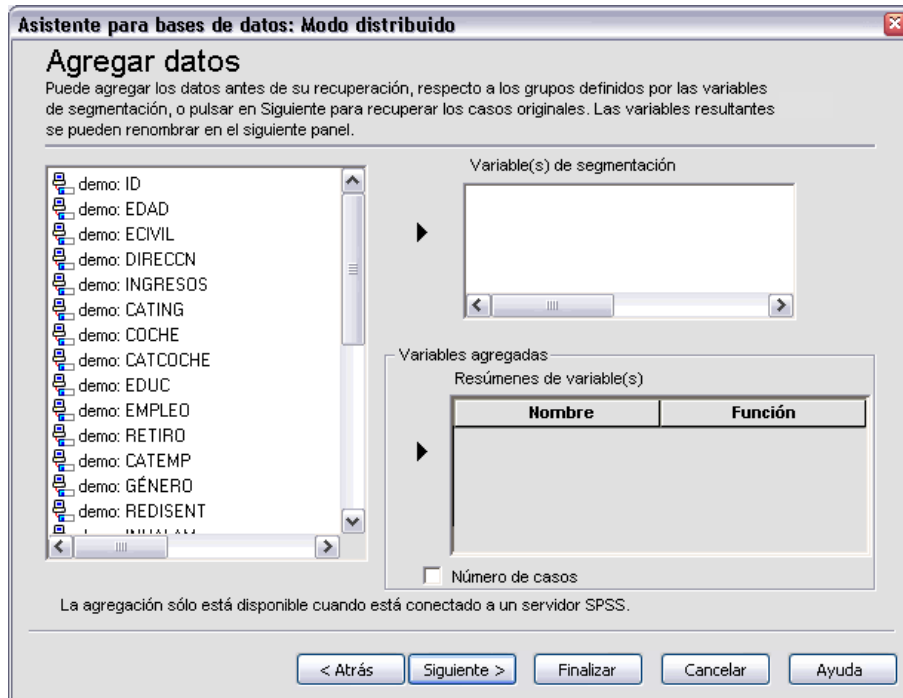 Asistente para bases de datos: Modo distribuido
Agregar datos
Puede agregar los datos antes de su recuperación, respecto a los grupos definidos por las variables
de segmentación, o pulsar en Siguiente para recuperar los casos originales. Las variables resultantes
se pueden renombrar en el siguiente panel.
demo: ID
demo: EDAD
demo: ECIVIL
demo: DIRECCN
demo: INGRESOS
demo: CATING
demo: COCHE
demo: CATCOCHE
demo: EDUC
demo: EMPLEO
demo: RETIRO
demo: CATEMP
demo: GÉNERO
demo: REDISENT
Variable(s) de segmentación
Variables agregadas
Resúmenes de variable(s)
Nombre Función
Número de casos
La agregación sólo está disponible cuando está conectado a un servidor SPSS.
< Atrás Siguiente > Finalizar Cancelar Ayuda